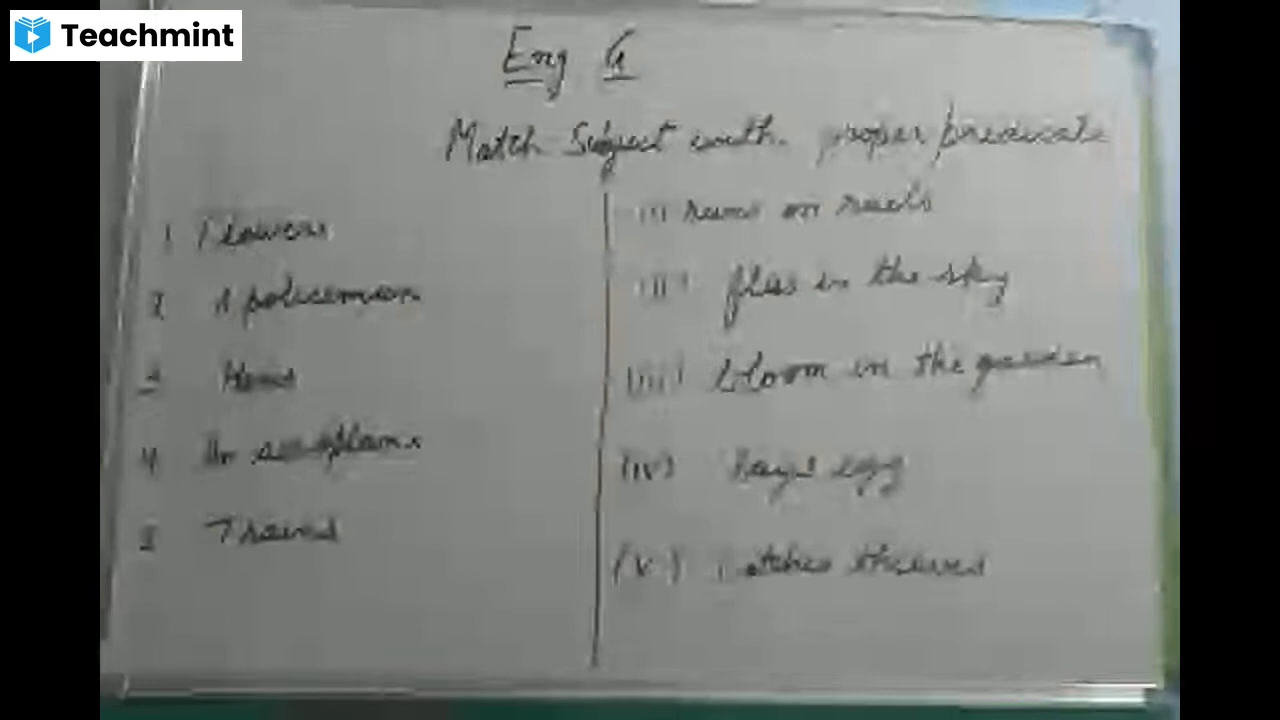 Teachmint
Eng G
Match Subject with proper predicate
1 Flowers
2 A policeman
3 Hens
4 An aeroplane
5 Trains
(i) runs on rails
(ii) flies in the sky
(iii) bloom in the garden
(iv) lays egg
(v) catches thieves